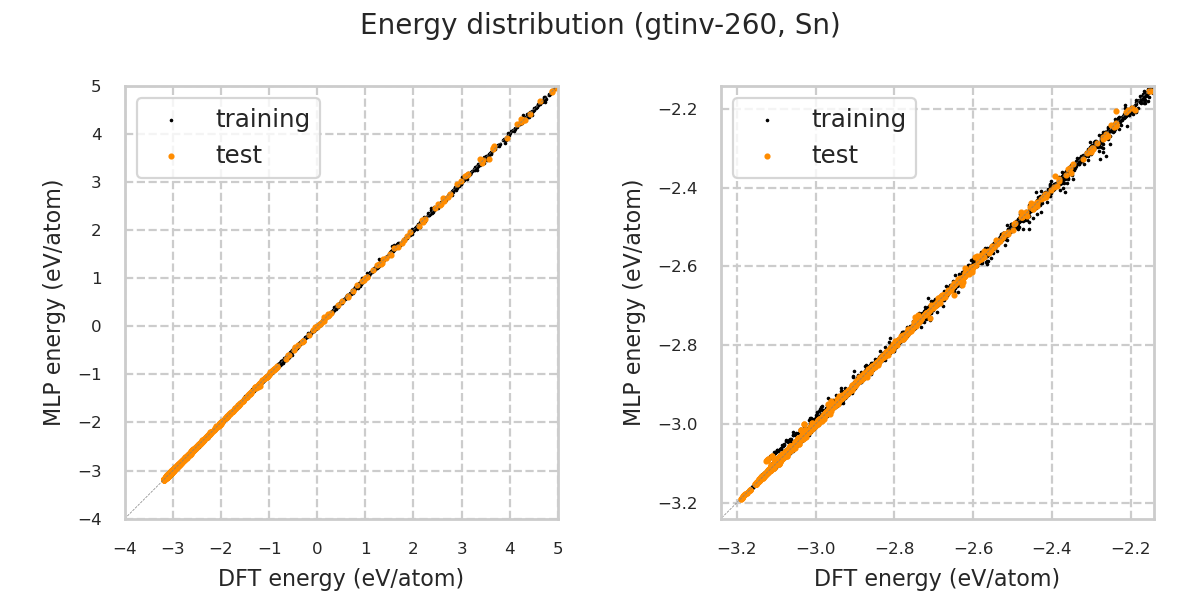 Energy distribution (gtinv-260, Sn)
training
test
5
4
3
2
1
0
−1
−2
−3
−4
−4 −3 −2 −1 0 1 2 3 4 5
MLP energy (eV/atom)
DFT energy (eV/atom)
training
test
−2.2
−2.4
−2.6
−2.8
−3.0
−3.2
−3.2 −3.0 −2.8 −2.6 −2.4 −2.2
MLP energy (eV/atom)
DFT energy (eV/atom)